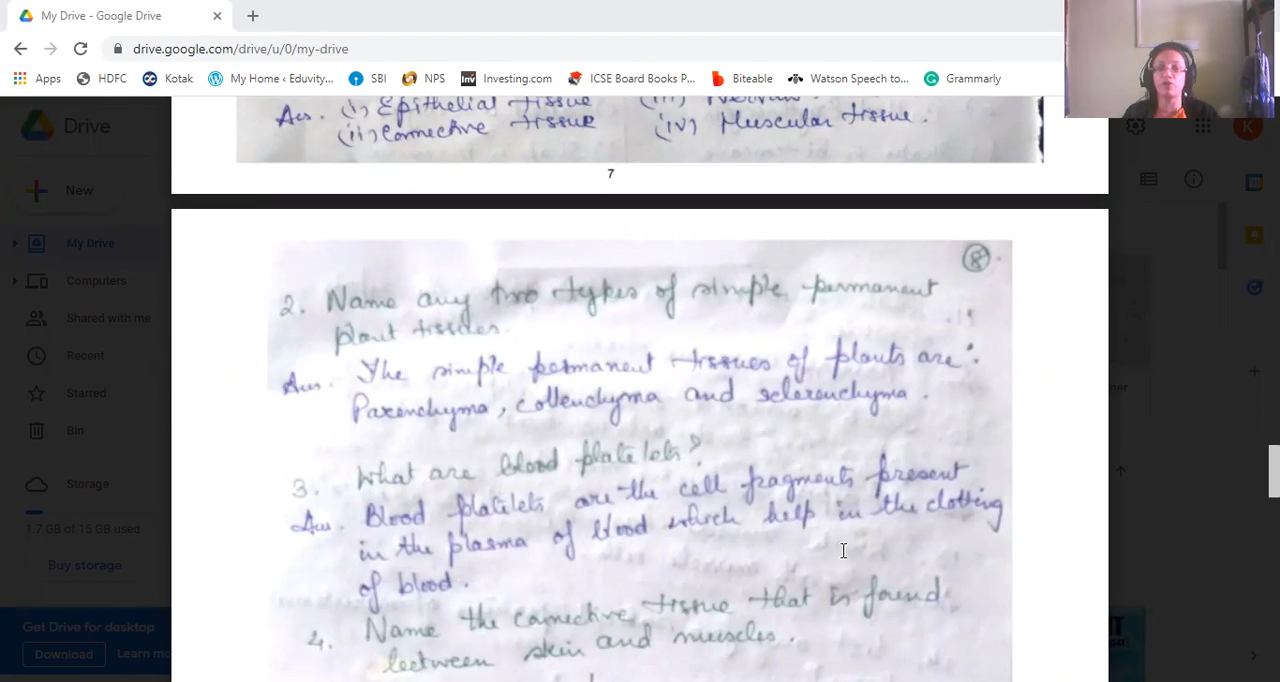 My Drive - Google Drive
drive.google.com/drive/u/0/my-drive
Apps HDFC Kotak My Home ‹ Eduvity... SBI NPS Investing.com ICSE Board Books P... Biteable Watson Speech to... Grammarly
Drive
New
My Drive
Computers
Shared with me
Recent
Starred
Bin
Storage
1.7 GB of 15 GB used
Buy storage
Get Drive for desktop
Download Learn mo
Ans. (i) Epithelial tissue (iii)
(ii) Connective tissue (iv) Muscular tissue.
7
8
2. Name any two types of simple permanent
plant tissues.
Ans. The simple permanent tissues of plants are:
Parenchyma, collenchyma and sclerenchyma.
3. What are blood platelets?
Ans. Blood platelets are the cell fragments present
in the plasma of blood which help in the clotting
of blood.
4. Name the connective tissue that is found
between skin and muscles.